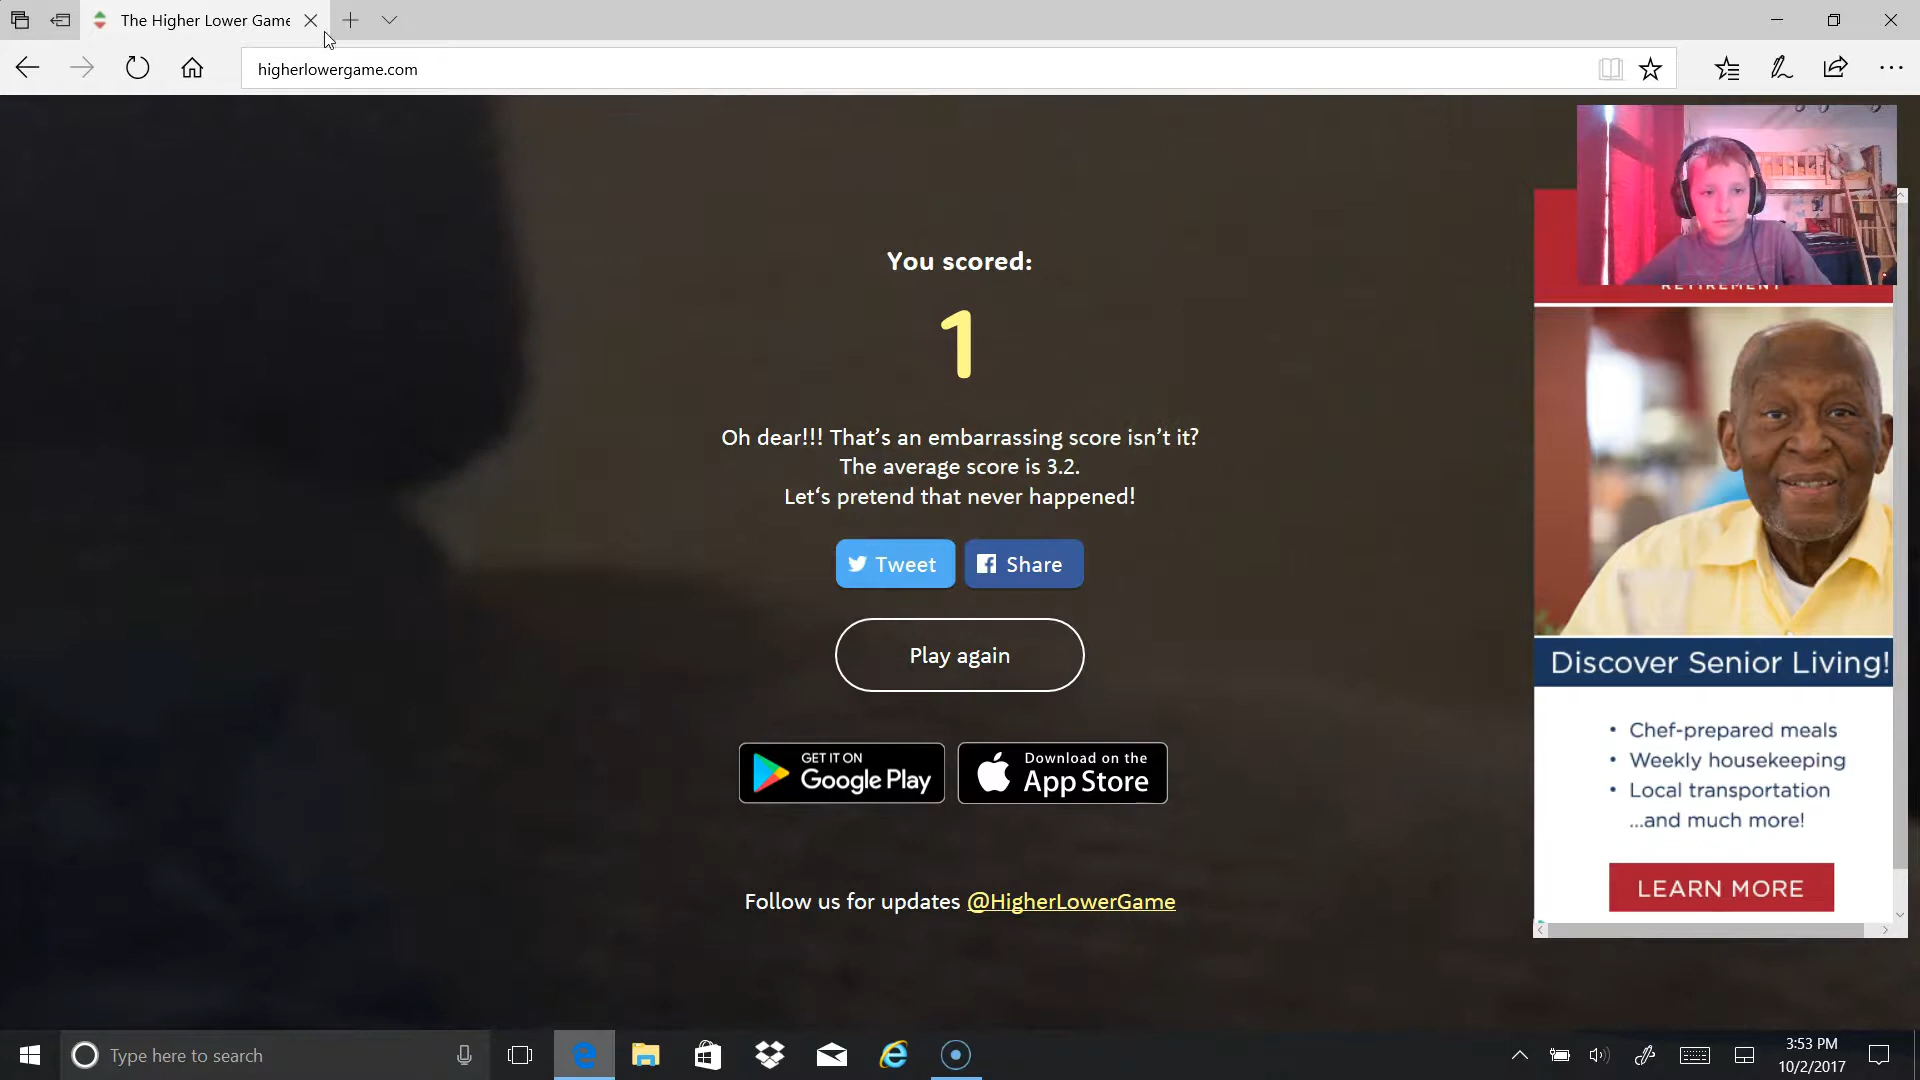 The Higher Lower Game
higherlowergame.com
You scored:
1
Oh dear!!! That’s an embarrassing score isn’t it?
The average score is 3.2.
Let‘s pretend that never happened!
Tweet
Share
Play again
GET IT ON
Google Play
Download on the
App Store
Follow us for updates @HigherLowerGame
RETIREMENT
Discover Senior Living!
• Chef-prepared meals
• Weekly housekeeping
• Local transportation
...and much more!
LEARN MORE
Type here to search
3:53 PM
10/2/2017